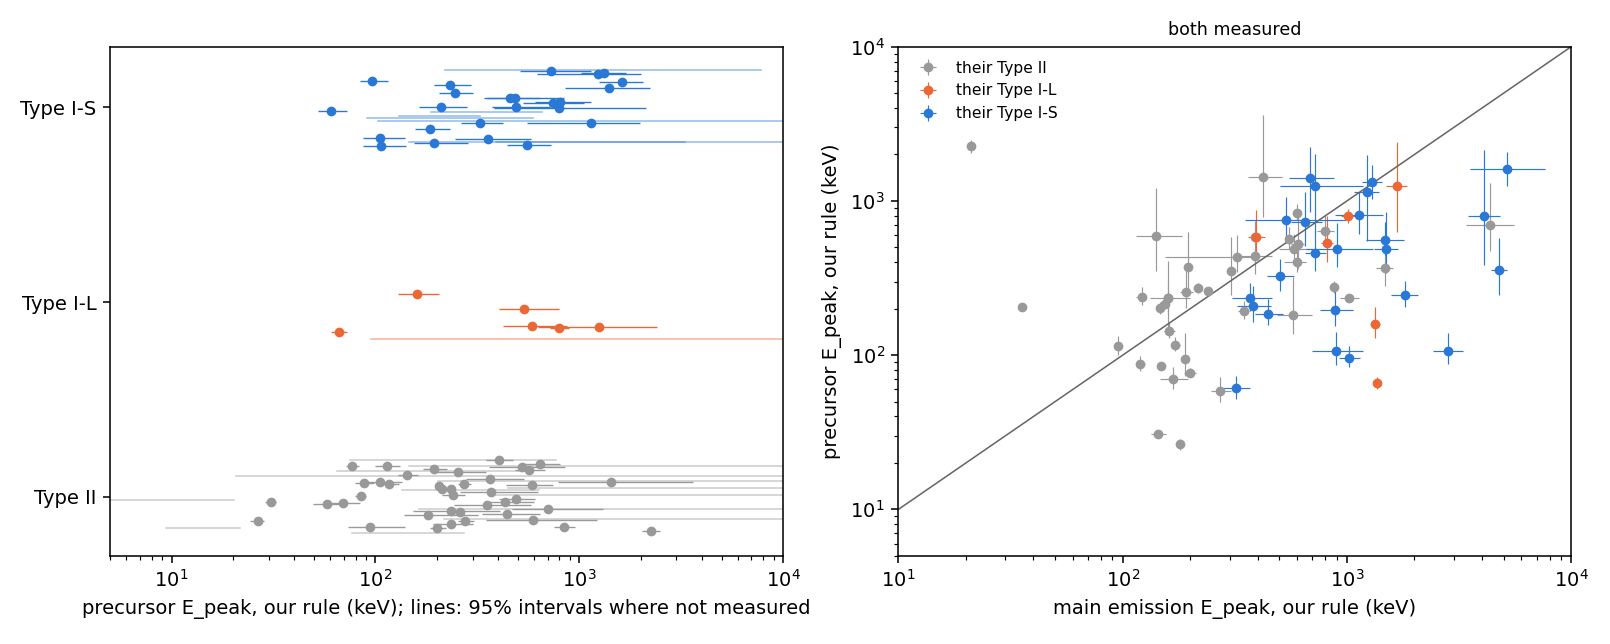 Type I-S
Type I-L
Type II
10¹
10²
10³
10⁴
precursor E_peak, our rule (keV); lines: 95% intervals where not measured
both measured
their Type II
their Type I-L
their Type I-S
10⁴
10³
10²
10¹
precursor E_peak, our rule (keV)
10¹
10²
10³
10⁴
main emission E_peak, our rule (keV)